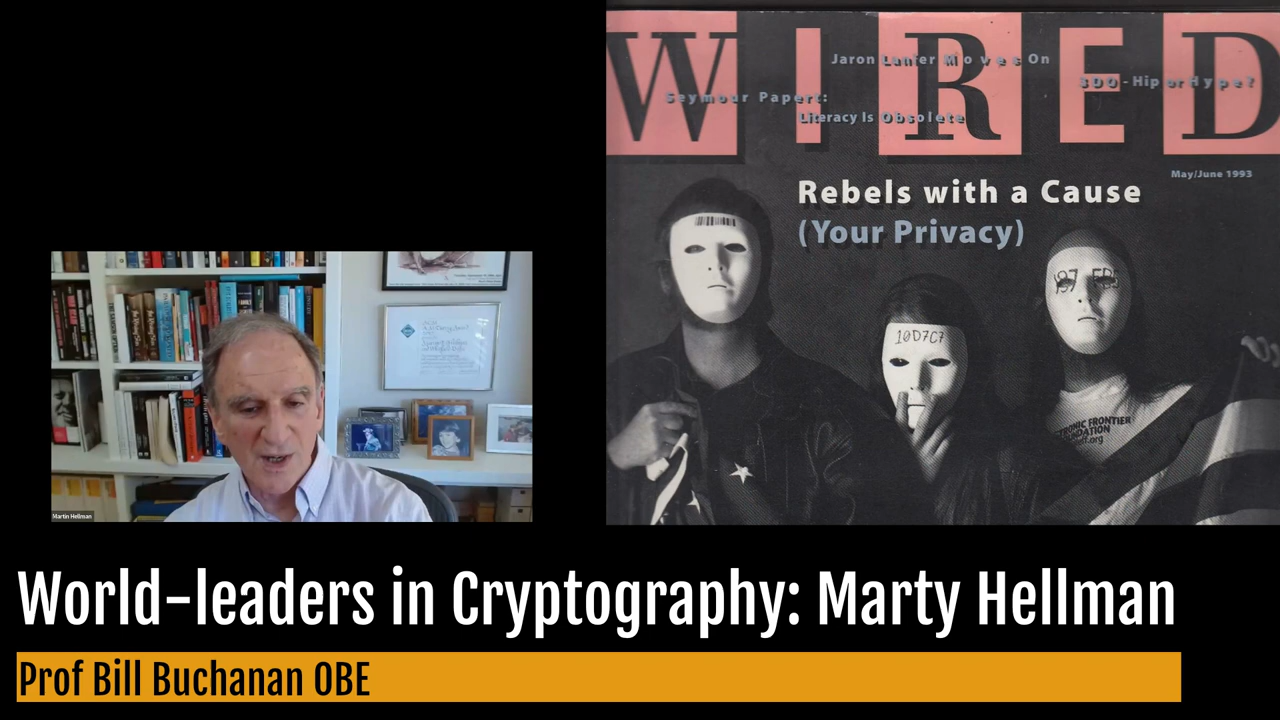 WIRED
Jaron Lanier Moves On
3DO - Hip or Hype?
Seymour Papert:
Literacy Is Obsolete
May/June 1993
Rebels with a Cause
(Your Privacy)
10D7C7
FRONTIER
eff.org
Martin Hellman
World-leaders in Cryptography: Marty Hellman
Prof Bill Buchanan OBE